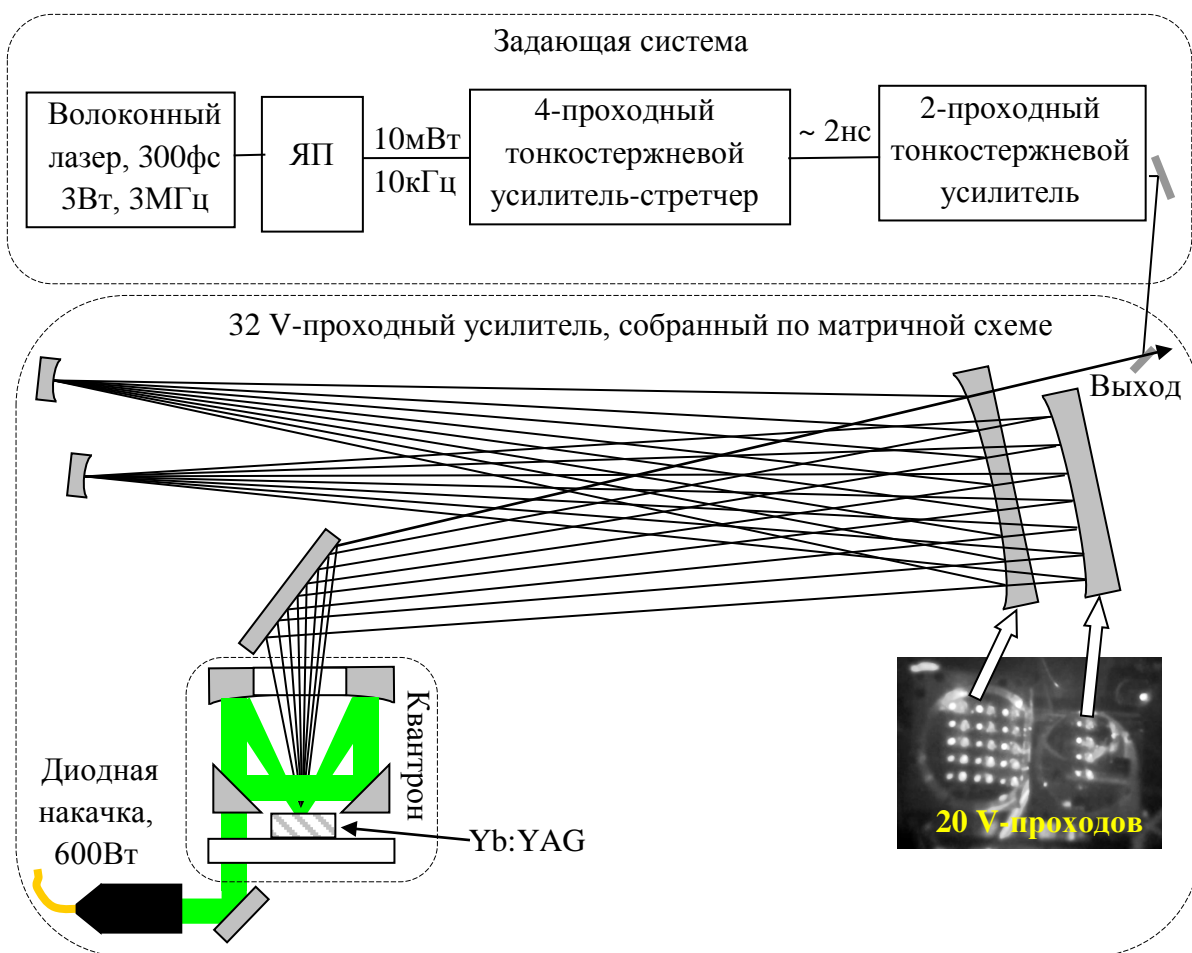 Задающая система
Волоконный
лазер, 300фс
3Вт, 3МГц
ЯП
10мВт
10кГц
4-проходный
тонкостержневой
усилитель-стретчер
~ 2нс
2-проходный
тонкостержневой
усилитель
32 V-проходный усилитель, собранный по матричной схеме
Выход
Квантрон
Диодная
накачка,
600Вт
Yb:YAG
20 V-проходов